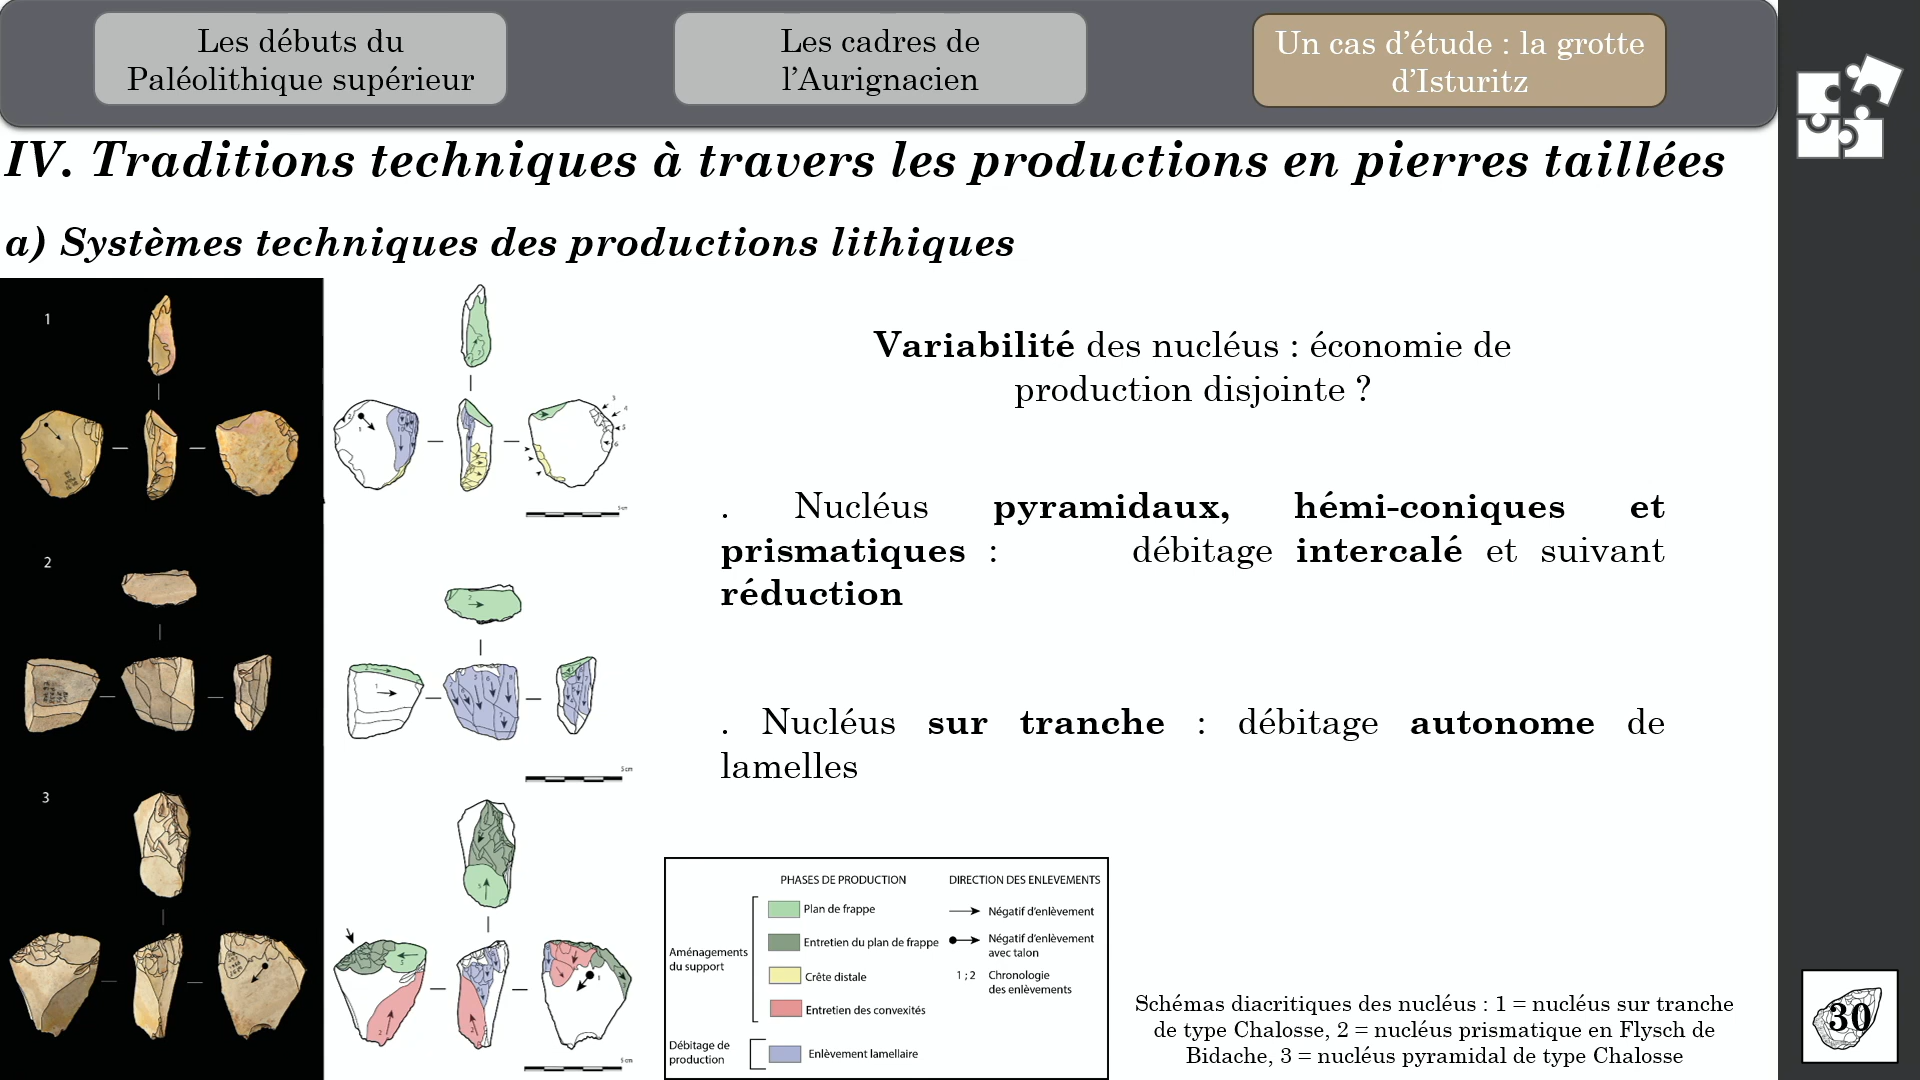 Les débuts du
Paléolithique supérieur
Les cadres de
l'Aurignacien
Un cas d'étude : la grotte
d'Isturitz
IV. Traditions techniques à travers les productions en pierres taillées
a) Systèmes techniques des productions lithiques
1
2
3
5 cm
5 cm
5 cm
Variabilité des nucléus : économie de
production disjointe ?
. Nucléus pyramidaux, hémi-coniques et
prismatiques : débitage intercalé et suivant
réduction
. Nucléus sur tranche : débitage autonome de
lamelles
PHASES DE PRODUCTION
DIRECTION DES ENLEVEMENTS
Aménagements
du support
Plan de frappe
Entretien du plan de frappe
Crête distale
Entretien des convexités
Débitage de
production
Enlèvement lamellaire
Négatif d'enlèvement
Négatif d'enlèvement
avec talon
1 ; 2 Chronologie
des enlèvements
Schémas diacritiques des nucléus : 1 = nucléus sur tranche
de type Chalosse, 2 = nucléus prismatique en Flysch de
Bidache, 3 = nucléus pyramidal de type Chalosse
30